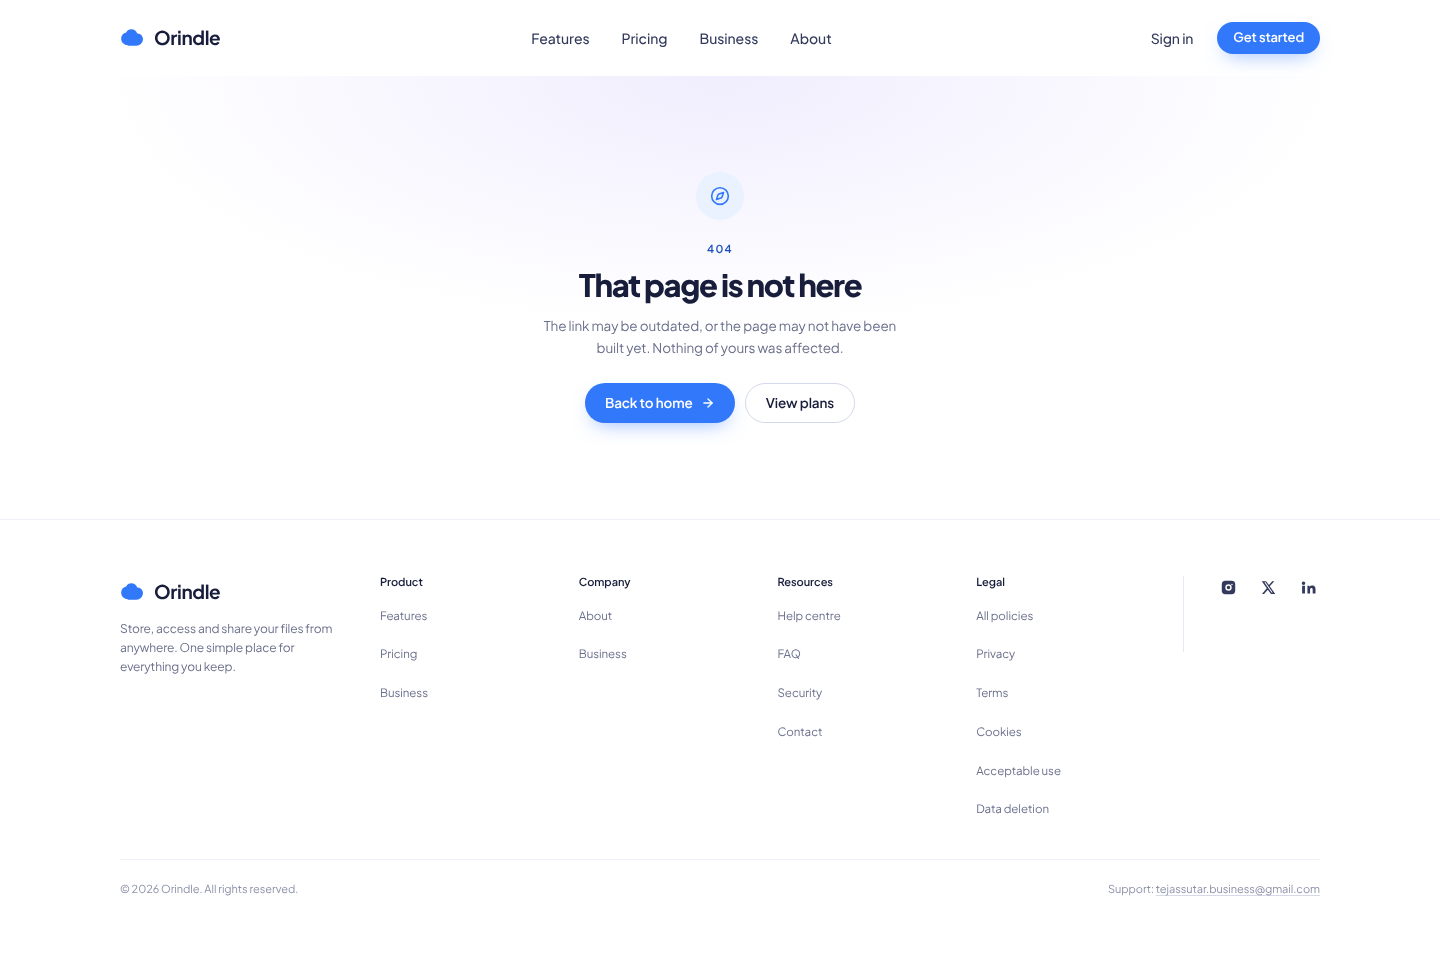 Orindle
Features
Pricing
Business
About
Sign in
Get started
404
That page is not here
The link may be outdated, or the page may not have been
built yet. Nothing of yours was affected.
Back to home
View plans
Orindle
Store, access and share your files from
anywhere. One simple place for
everything you keep.
Product
Features
Pricing
Business
Company
About
Business
Resources
Help centre
FAQ
Security
Contact
Legal
All policies
Privacy
Terms
Cookies
Acceptable use
Data deletion
© 2026 Orindle. All rights reserved.
Support: tejassutar.business@gmail.com